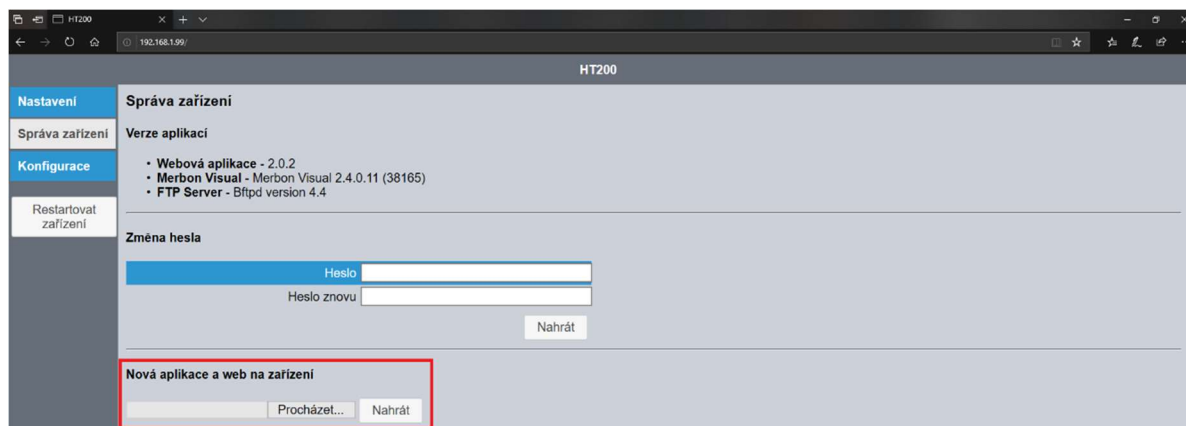 HT200
192.168.1.99/
HT200
Nastavení
Správa zařízení
Konfigurace
Restartovat
zařízení
Správa zařízení
Verze aplikací
• Webová aplikace - 2.0.2
• Merbon Visual - Merbon Visual 2.4.0.11 (38165)
• FTP Server - Bftpd version 4.4
Změna hesla
Heslo
Heslo znovu
Nahrát
Nová aplikace a web na zařízení
Procházet... Nahrát